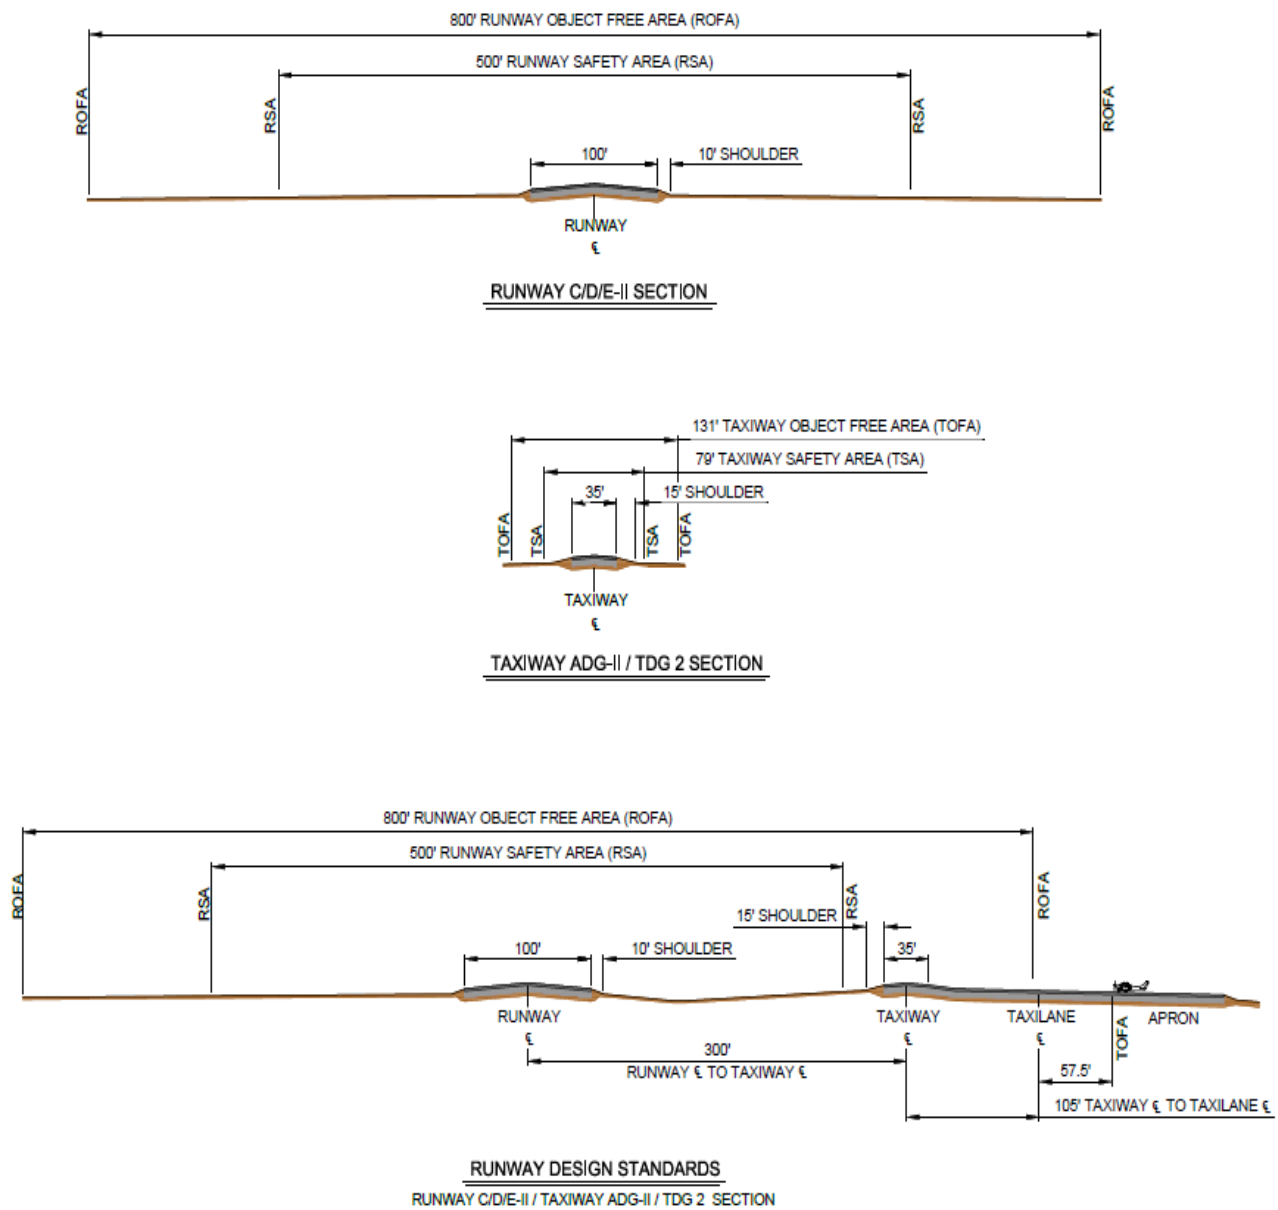 800' RUNWAY OBJECT FREE AREA (ROFA)
500' RUNWAY SAFETY AREA (RSA)
ROFA
RSA
RSA
ROFA
100'
10' SHOULDER
RUNWAY
℄
RUNWAY C/D/E-II SECTION
131' TAXIWAY OBJECT FREE AREA (TOFA)
79' TAXIWAY SAFETY AREA (TSA)
35'
15' SHOULDER
TOFA
TSA
TSA
TOFA
TAXIWAY
℄
TAXIWAY ADG-II / TDG 2 SECTION
800' RUNWAY OBJECT FREE AREA (ROFA)
500' RUNWAY SAFETY AREA (RSA)
ROFA
RSA
RSA
ROFA
15' SHOULDER
100'
10' SHOULDER
35'
RUNWAY
℄
TAXIWAY
℄
TAXILANE
℄
TOFA
APRON
300'
RUNWAY ℄ TO TAXIWAY ℄
57.5'
105' TAXIWAY ℄ TO TAXILANE ℄
RUNWAY DESIGN STANDARDS
RUNWAY C/D/E-II / TAXIWAY ADG-II / TDG 2 SECTION